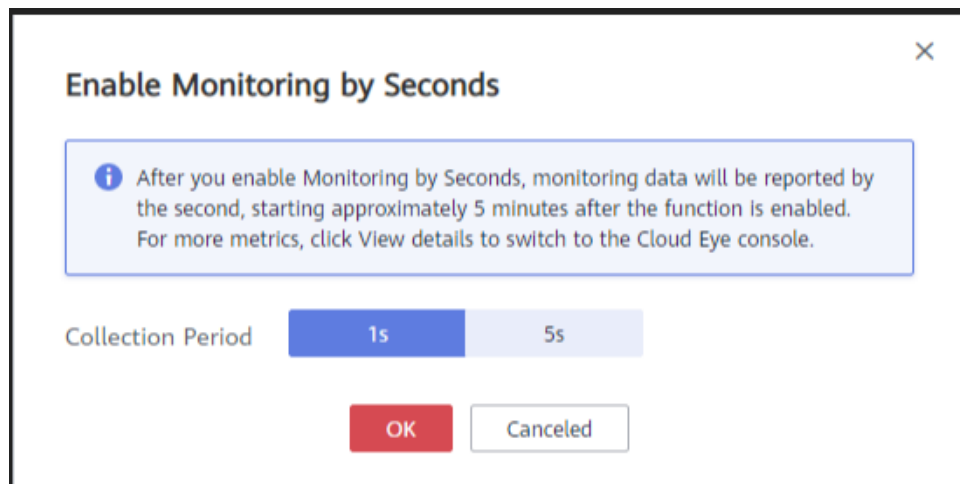 Enable Monitoring by Seconds
After you enable Monitoring by Seconds, monitoring data will be reported by
the second, starting approximately 5 minutes after the function is enabled.
For more metrics, click View details to switch to the Cloud Eye console.
Collection Period 1s 5s
OK Canceled